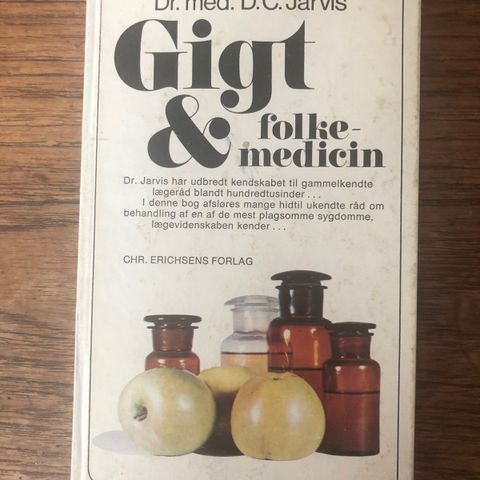 Dr. med. D.C. Jarvis
Gigt
& folke-
medicin
Dr. Jarvis har udbredt kendskabet til gammelkendte
lægeråd blandt hundredtusinder . . .
I denne bog afsløres mange hidtil ukendte råd om
behandling af en af de mest plagsomme sygdomme,
lægevidenskaben kender . . .
CHR. ERICHSENS FORLAG